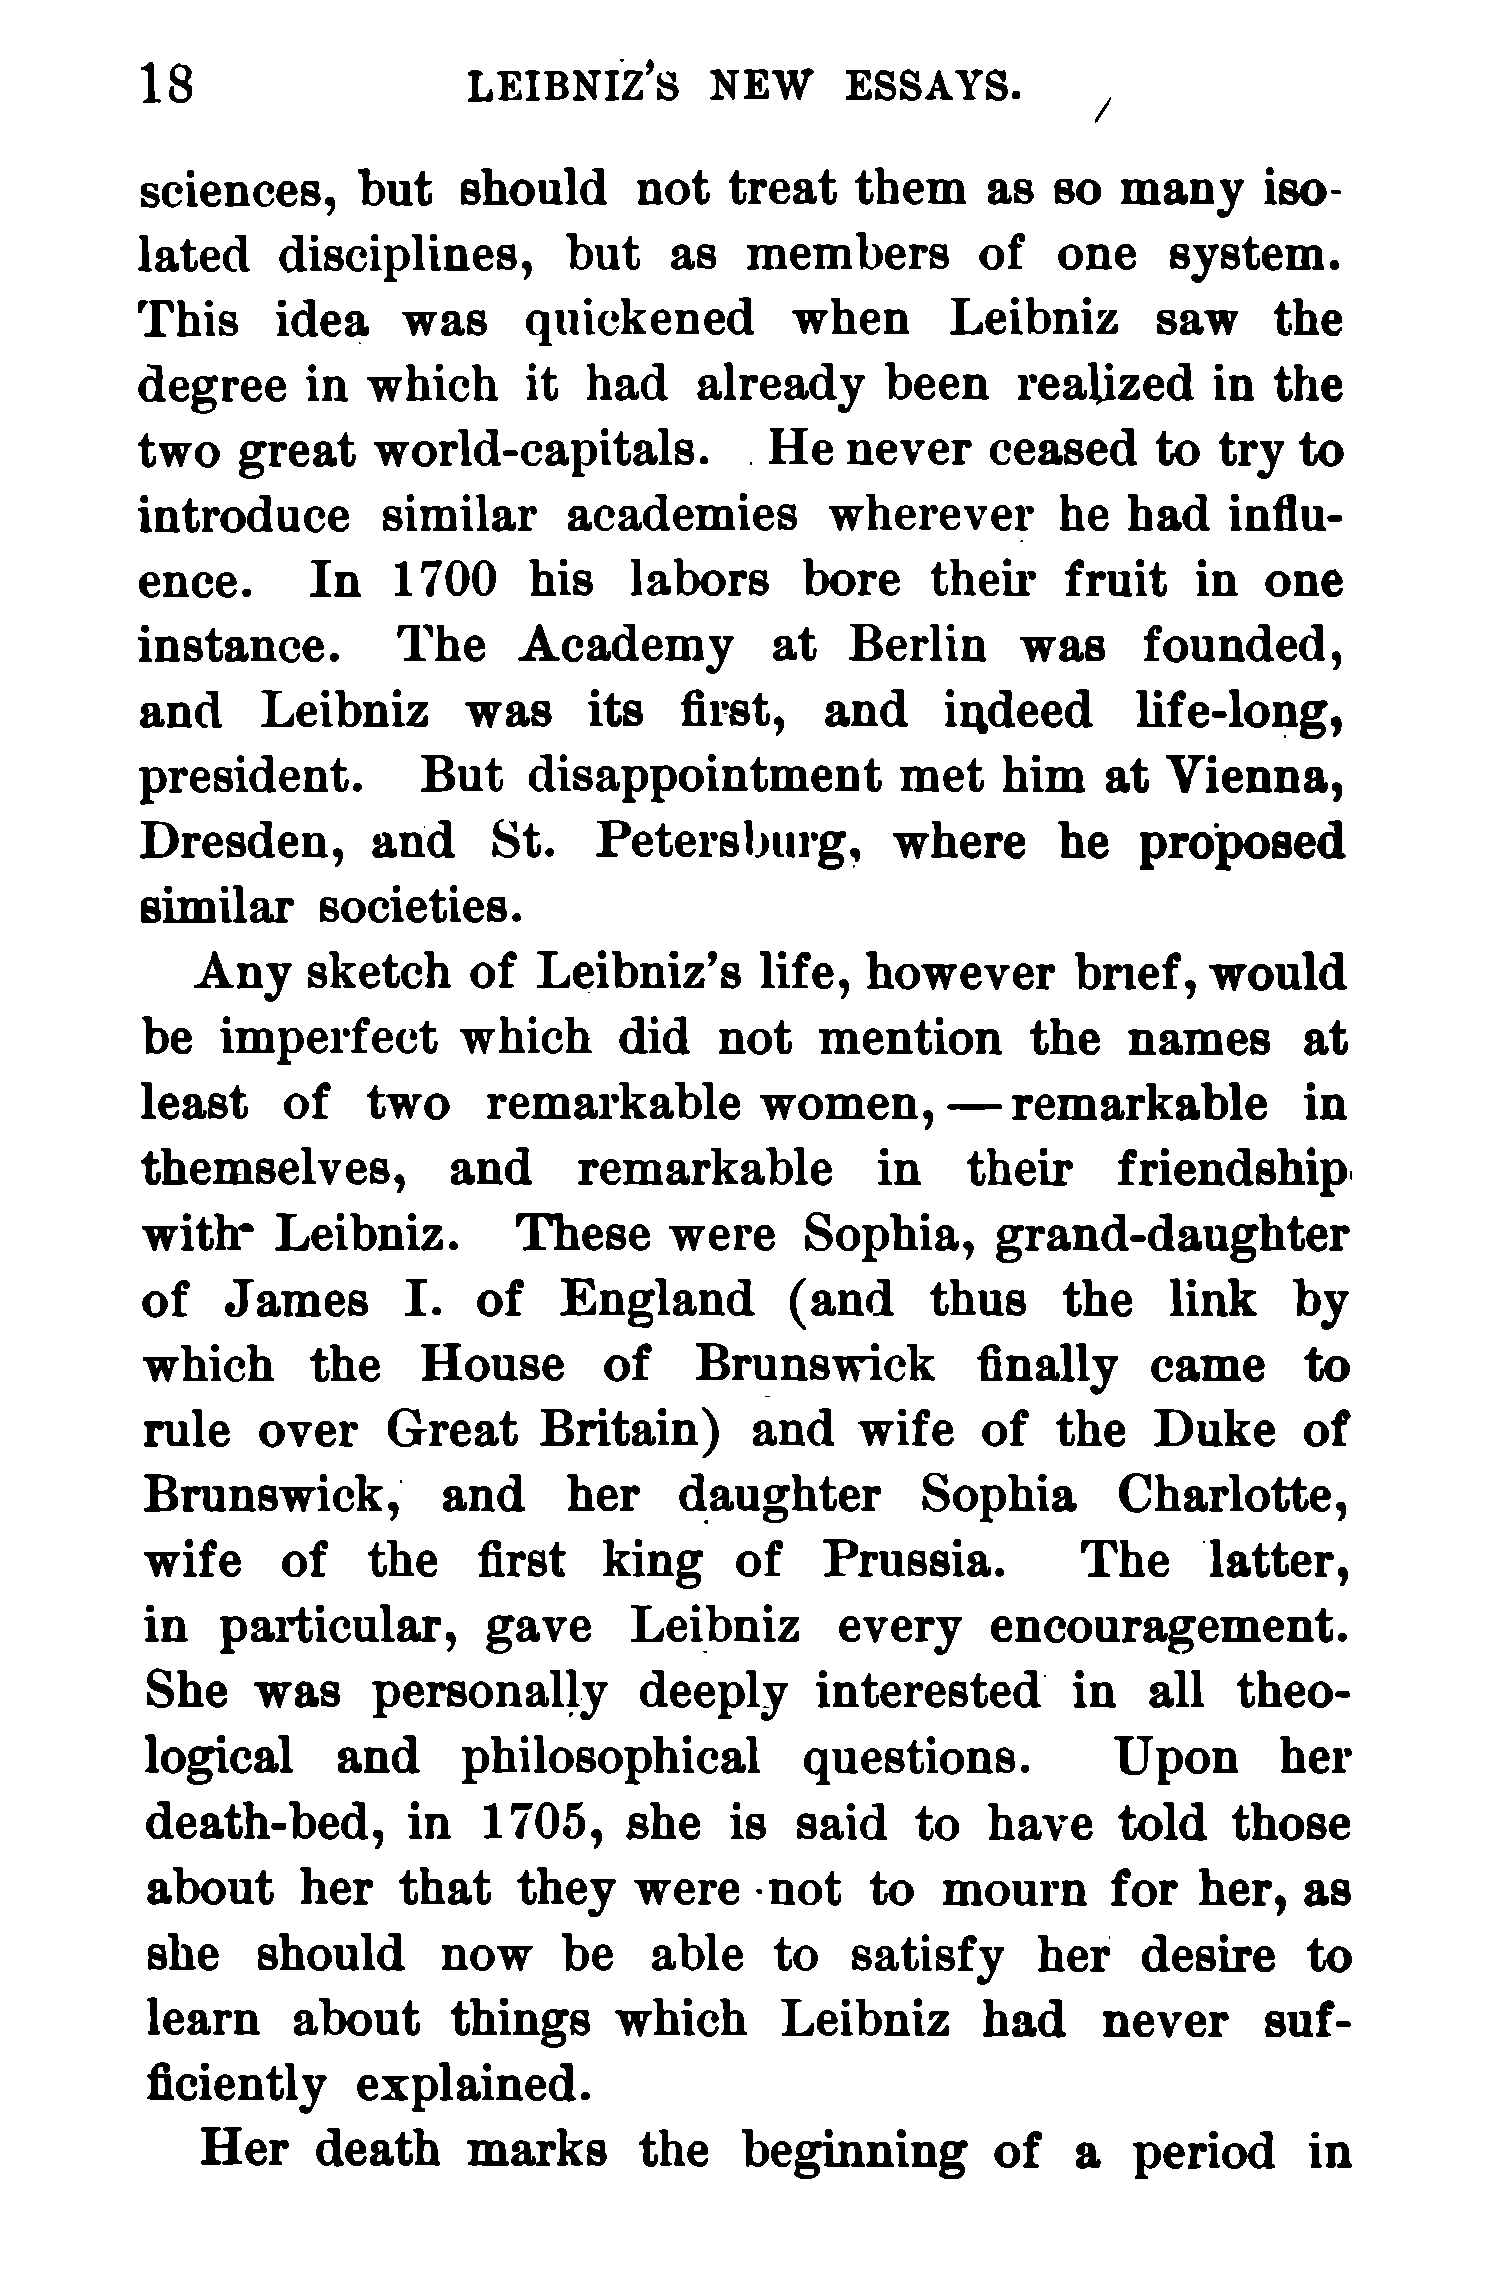 18 LEIBNIZ'S NEW ESSAYS.
sciences, but should not treat them as so many iso-
lated disciplines, but as members of one system.
This idea was quickened when Leibniz saw the
degree in which it had already been realized in the
two great world-capitals. He never ceased to try to
introduce similar academies wherever he had influ-
ence. In 1700 his labors bore their fruit in one
instance. The Academy at Berlin was founded,
and Leibniz was its first, and indeed life-long,
president. But disappointment met him at Vienna,
Dresden, and St. Petersburg, where he proposed
similar societies.
Any sketch of Leibniz's life, however brief, would
be imperfect which did not mention the names at
least of two remarkable women, — remarkable in
themselves, and remarkable in their friendship
with Leibniz. These were Sophia, grand-daughter
of James I. of England (and thus the link by
which the House of Brunswick finally came to
rule over Great Britain) and wife of the Duke of
Brunswick, and her daughter Sophia Charlotte,
wife of the first king of Prussia. The latter,
in particular, gave Leibniz every encouragement.
She was personally deeply interested in all theo-
logical and philosophical questions. Upon her
death-bed, in 1705, she is said to have told those
about her that they were not to mourn for her, as
she should now be able to satisfy her desire to
learn about things which Leibniz had never suf-
ficiently explained.
Her death marks the beginning of a period in